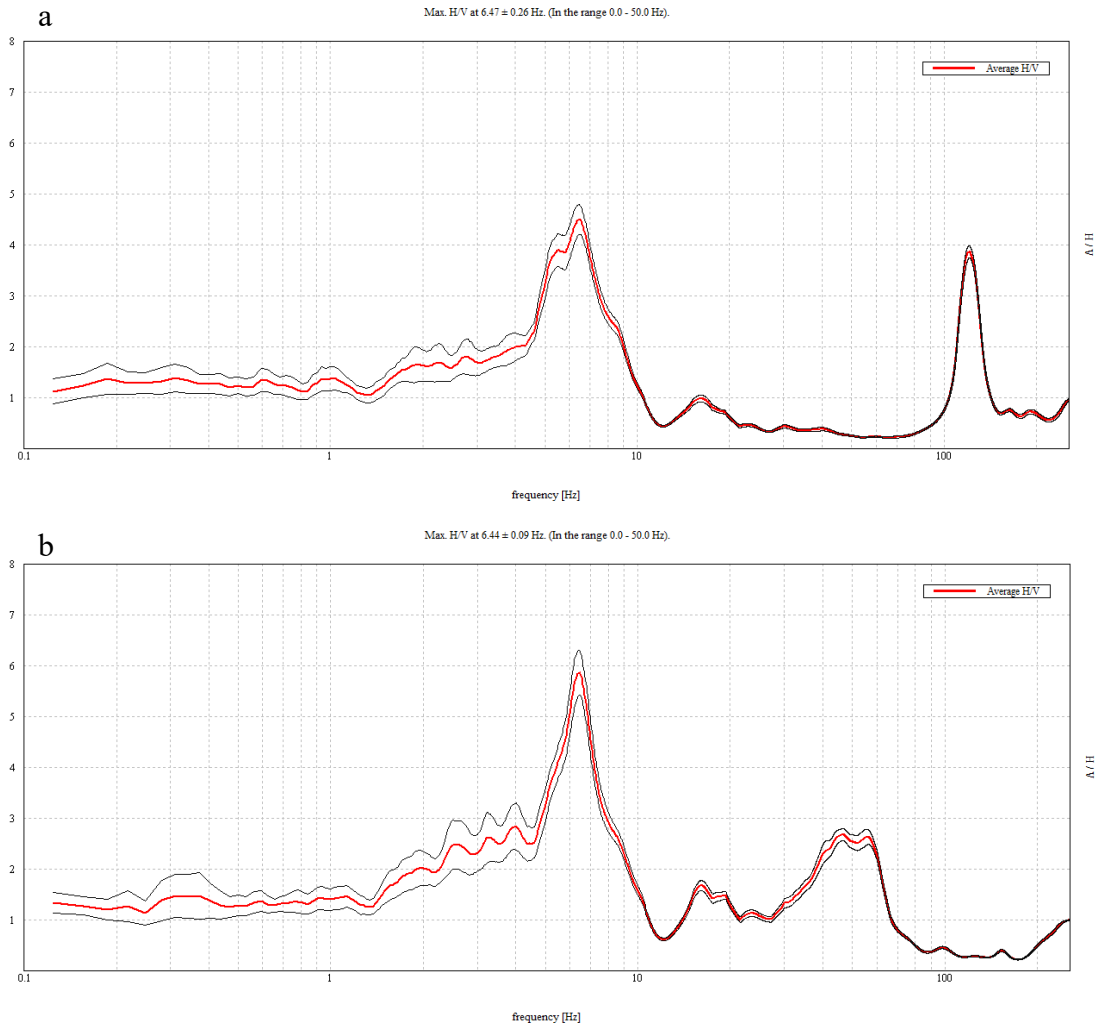 a
Max. H/V at 6.47 ± 0.26 Hz. (In the range 0.0 - 50.0 Hz).
8
7
6
5
4
3
2
1
Average H/V
H / V
0.1
1
10
100
frequency [Hz]
b
Max. H/V at 6.44 ± 0.09 Hz. (In the range 0.0 - 50.0 Hz).
8
7
6
5
4
3
2
1
Average H/V
H / V
0.1
1
10
100
frequency [Hz]